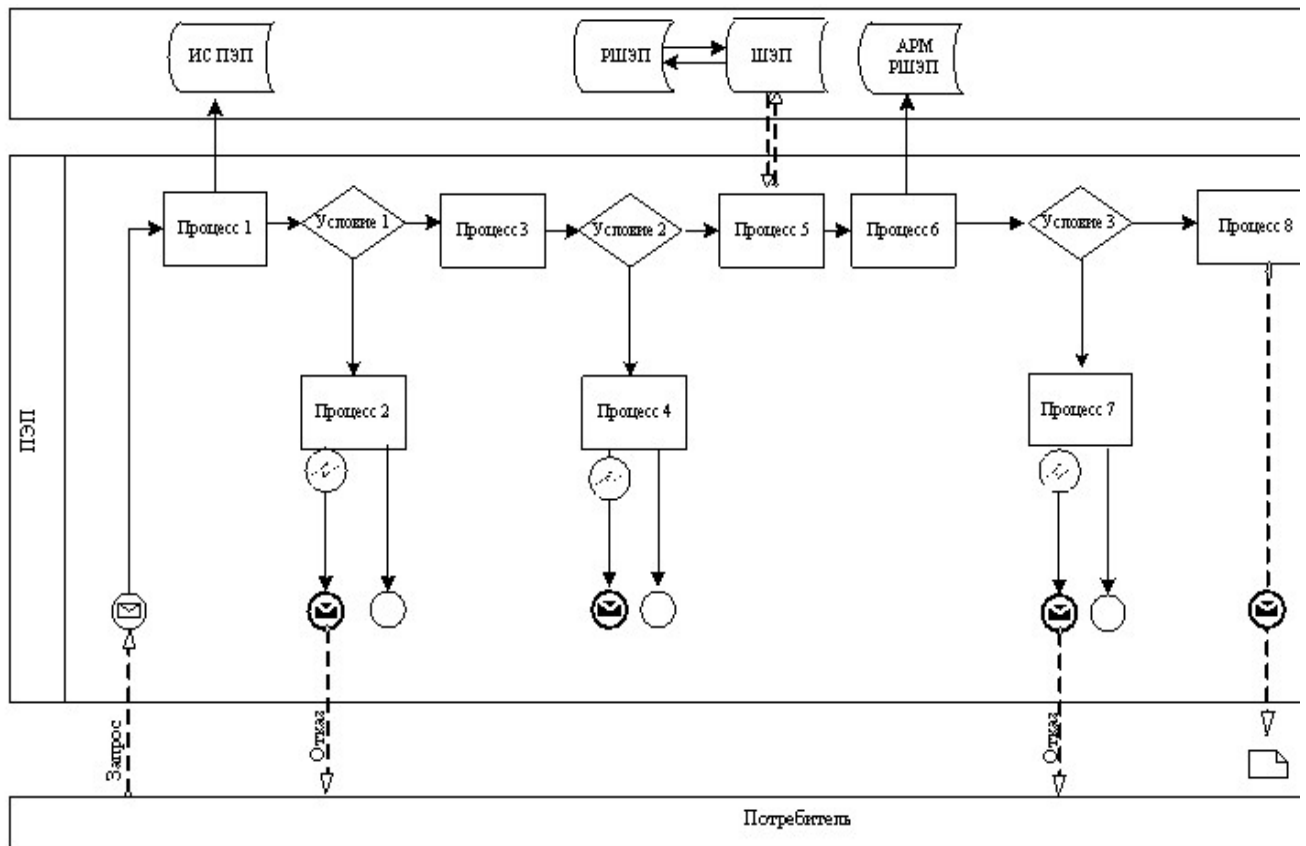 ИС ПЭП
РШЭП
ШЭП
АРМ
РШЭП
Процесс 1
Условие 1
Процесс 3
Условие 2
Процесс 5
Процесс 6
Условие 3
Процесс 8
Процесс 2
Процесс 4
Процесс 7
ПЭП
Запрос
Отказ
Отказ
Потребитель